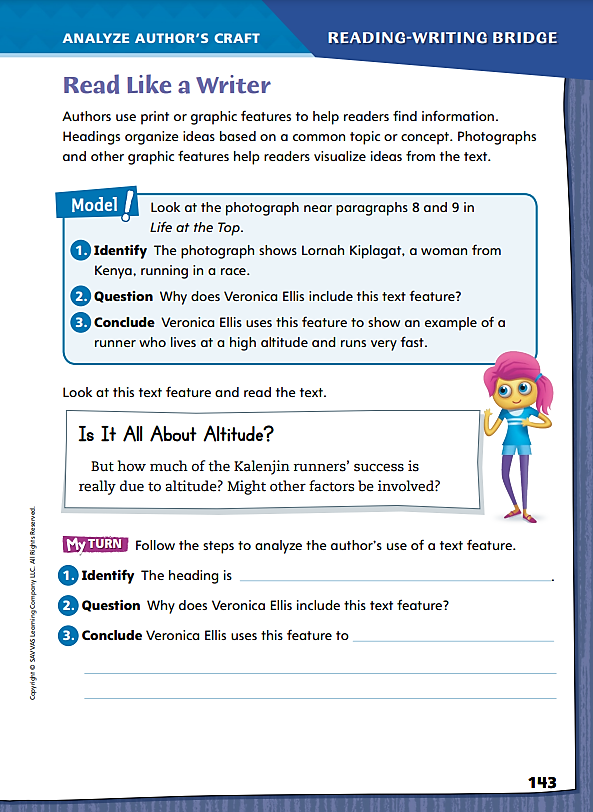 ANALYZE AUTHOR'S CRAFT
READING-WRITING BRIDGE
Read Like a Writer
Authors use print or graphic features to help readers find information.
Headings organize ideas based on a common topic or concept. Photographs
and other graphic features help readers visualize ideas from the text.
Model!
Look at the photograph near paragraphs 8 and 9 in
Life at the Top.
1. Identify The photograph shows Lornah Kiplagat, a woman from
Kenya, running in a race.
2. Question Why does Veronica Ellis include this text feature?
3. Conclude Veronica Ellis uses this feature to show an example of a
runner who lives at a high altitude and runs very fast.
Look at this text feature and read the text.
Is It All About Altitude?
But how much of the Kalenjin runners' success is
really due to altitude? Might other factors be involved?
My TURN Follow the steps to analyze the author's use of a text feature.
1. Identify The heading is .
2. Question Why does Veronica Ellis include this text feature?
3. Conclude Veronica Ellis uses this feature to
Copyright © SAVVAS Learning Company LLC. All Rights Reserved.
143